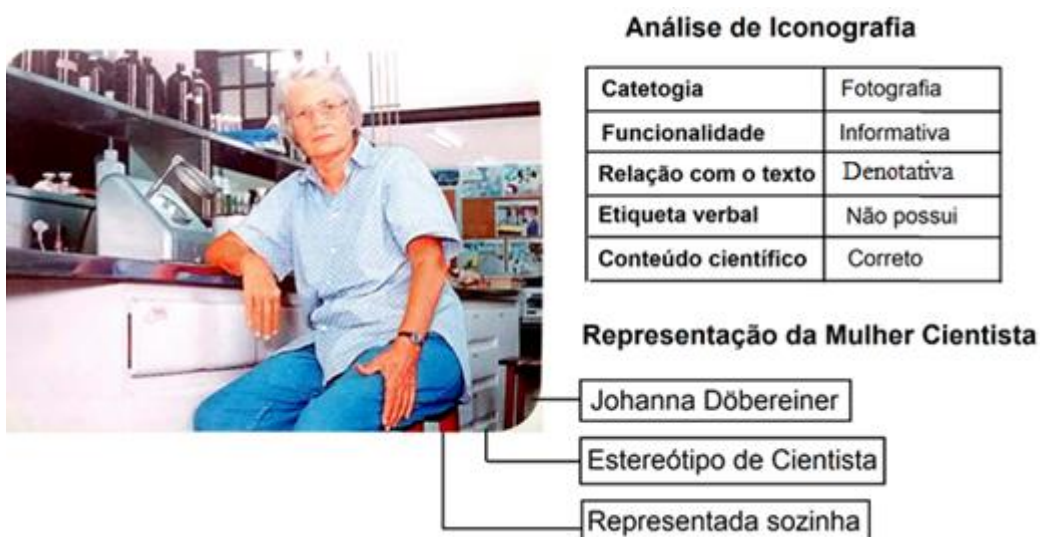 Análise de Iconografia
Catetogia Fotografia
Funcionalidade Informativa
Relação com o texto Denotativa
Etiqueta verbal Não possui
Conteúdo científico Correto
Representação da Mulher Cientista
Johanna Döbereiner
Estereótipo de Cientista
Representada sozinha